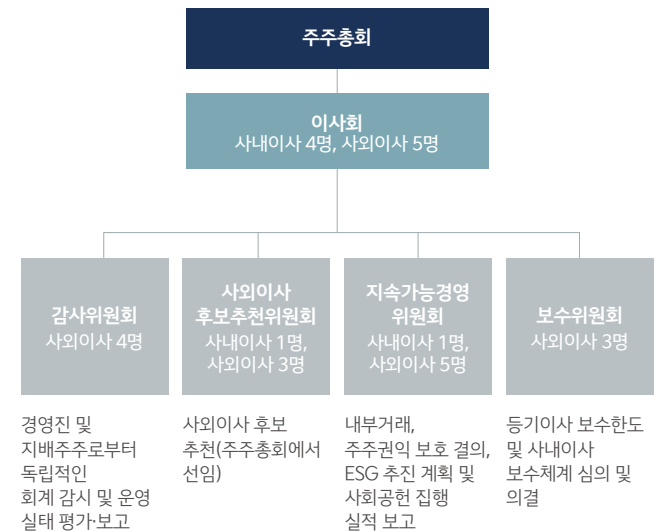 주주총회
이사회
사내이사 4명, 사외이사 5명
감사위원회
사외이사 4명
사외이사
후보추천위원회
사내이사 1명,
사외이사 3명
지속가능경영
위원회
사내이사 1명,
사외이사 5명
보수위원회
사외이사 3명
경영진 및
지배주주로부터
독립적인
회계 감시 및 운영
실태 평가·보고
사외이사 후보
추천(주주총회에서
선임)
내부거래,
주주권익 보호 결의,
ESG 추진 계획 및
사회공헌 집행
실적 보고
등기이사 보수한도
및 사내이사
보수체계 심의 및
의결